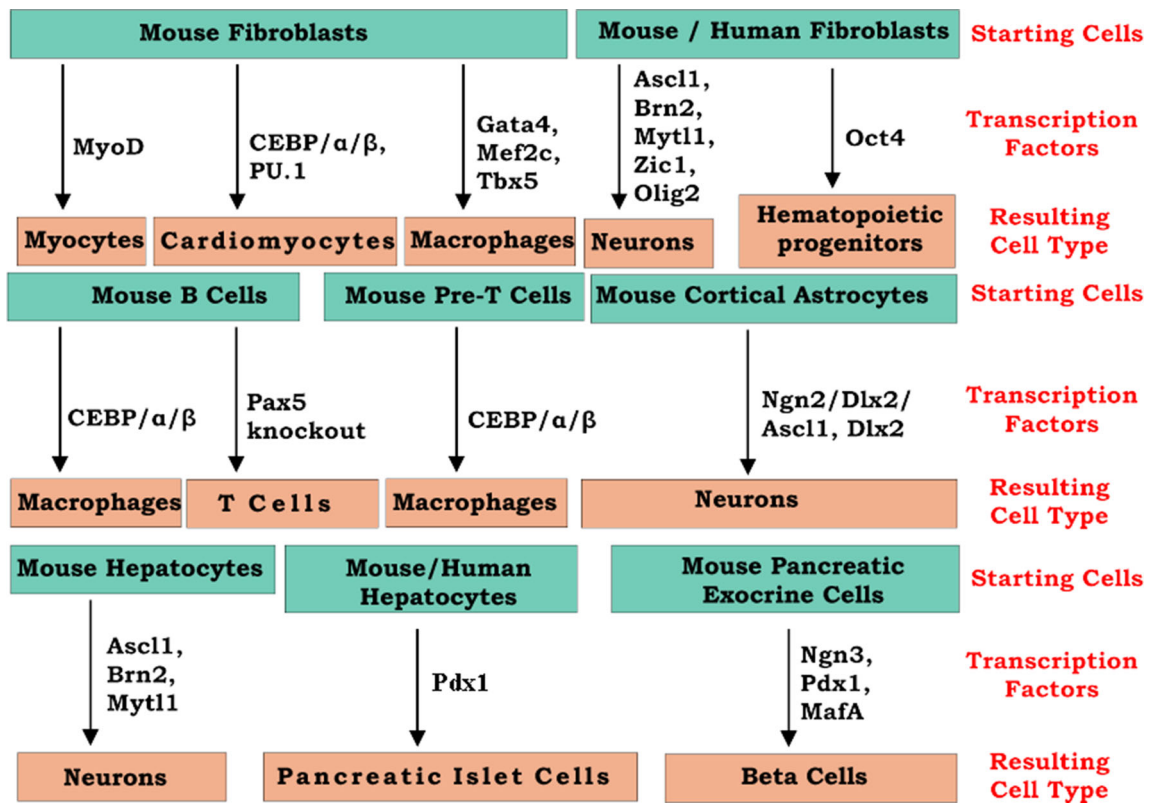 Mouse Fibroblasts
Mouse / Human Fibroblasts
Starting Cells
MyoD
CEBP/α/β,
PU.1
Gata4,
Mef2c,
Tbx5
Ascl1,
Brn2,
Mytl1,
Zic1,
Olig2
Oct4
Transcription
Factors
Myocytes
Cardiomyocytes
Macrophages
Neurons
Hematopoietic
progenitors
Resulting
Cell Type
Mouse B Cells
Mouse Pre-T Cells
Mouse Cortical Astrocytes
Starting Cells
CEBP/α/β
Pax5
knockout
CEBP/α/β
Ngn2/Dlx2/
Ascl1, Dlx2
Transcription
Factors
Macrophages
T Cells
Macrophages
Neurons
Resulting
Cell Type
Mouse Hepatocytes
Mouse/Human
Hepatocytes
Mouse Pancreatic
Exocrine Cells
Starting Cells
Ascl1,
Brn2,
Mytl1
Pdx1
Ngn3,
Pdx1,
MafA
Transcription
Factors
Neurons
Pancreatic Islet Cells
Beta Cells
Resulting
Cell Type